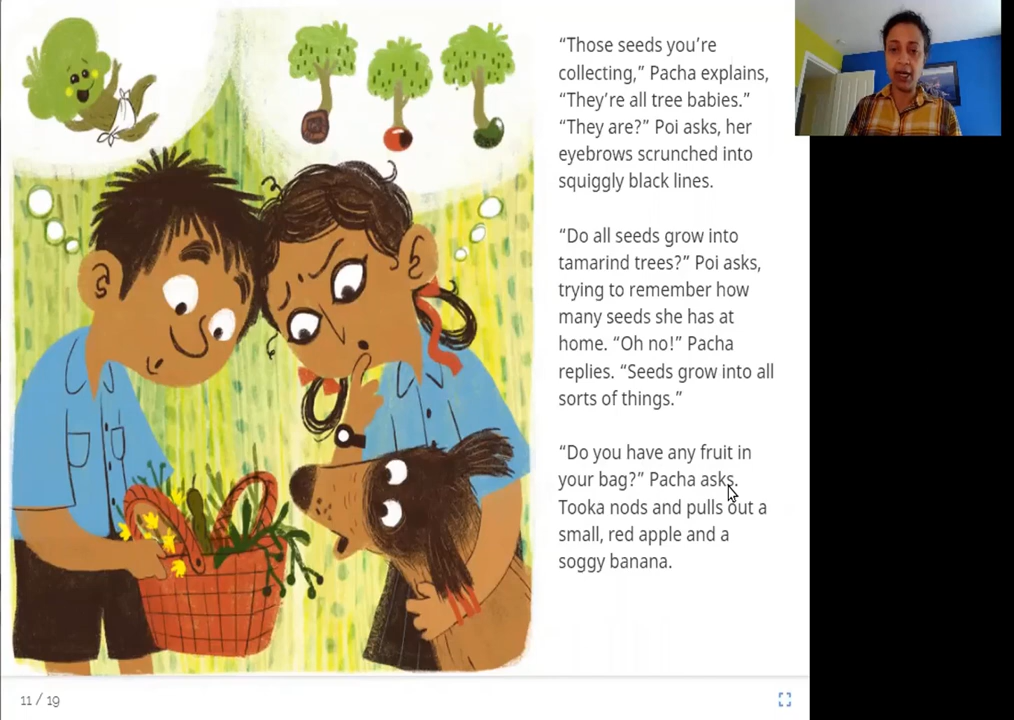 “Those seeds you’re
collecting,” Pacha explains,
“They’re all tree babies.”
“They are?” Poi asks, her
eyebrows scrunched into
squiggly black lines.
“Do all seeds grow into
tamarind trees?” Poi asks,
trying to remember how
many seeds she has at
home. “Oh no!” Pacha
replies. “Seeds grow into all
sorts of things.”
“Do you have any fruit in
your bag?” Pacha asks.
Tooka nods and pulls out a
small, red apple and a
soggy banana.
11 / 19